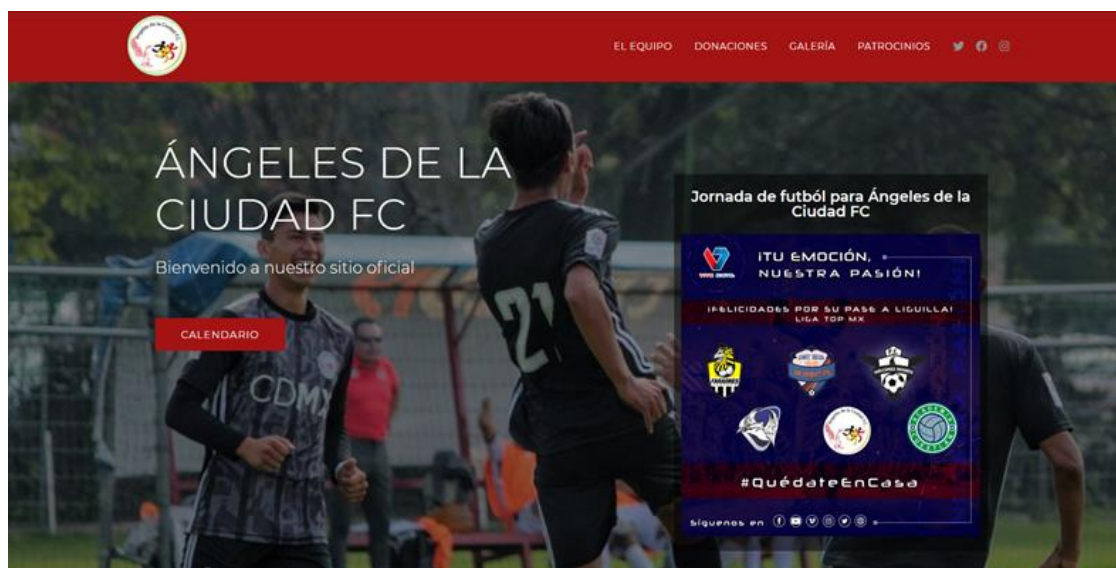 EL EQUIPO DONACIONES GALERÍA PATROCINIOS
ÁNGELES DE LA
CIUDAD FC
Bienvenido a nuestro sitio oficial
CALENDARIO
CDMX
21
Jornada de futból para Ángeles de la
Ciudad FC
¡TU EMOCIÓN,
NUESTRA PASIÓN!
¡FELICIDADES POR SU PASE A LIGUILLA!
LIGA TOP MX
#QuédateEnCasa
Síguenos en